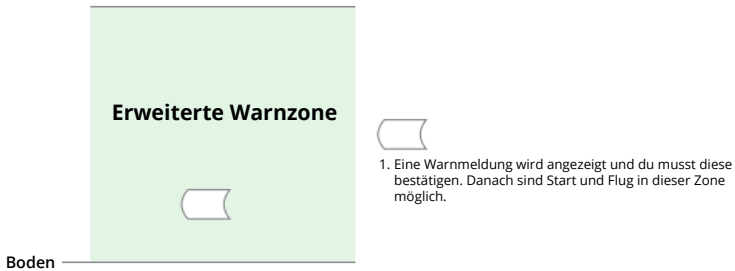 Erweiterte Warnzone
1. Eine Warnmeldung wird angezeigt und du musst diese
bestätigen. Danach sind Start und Flug in dieser Zone
möglich.
Boden